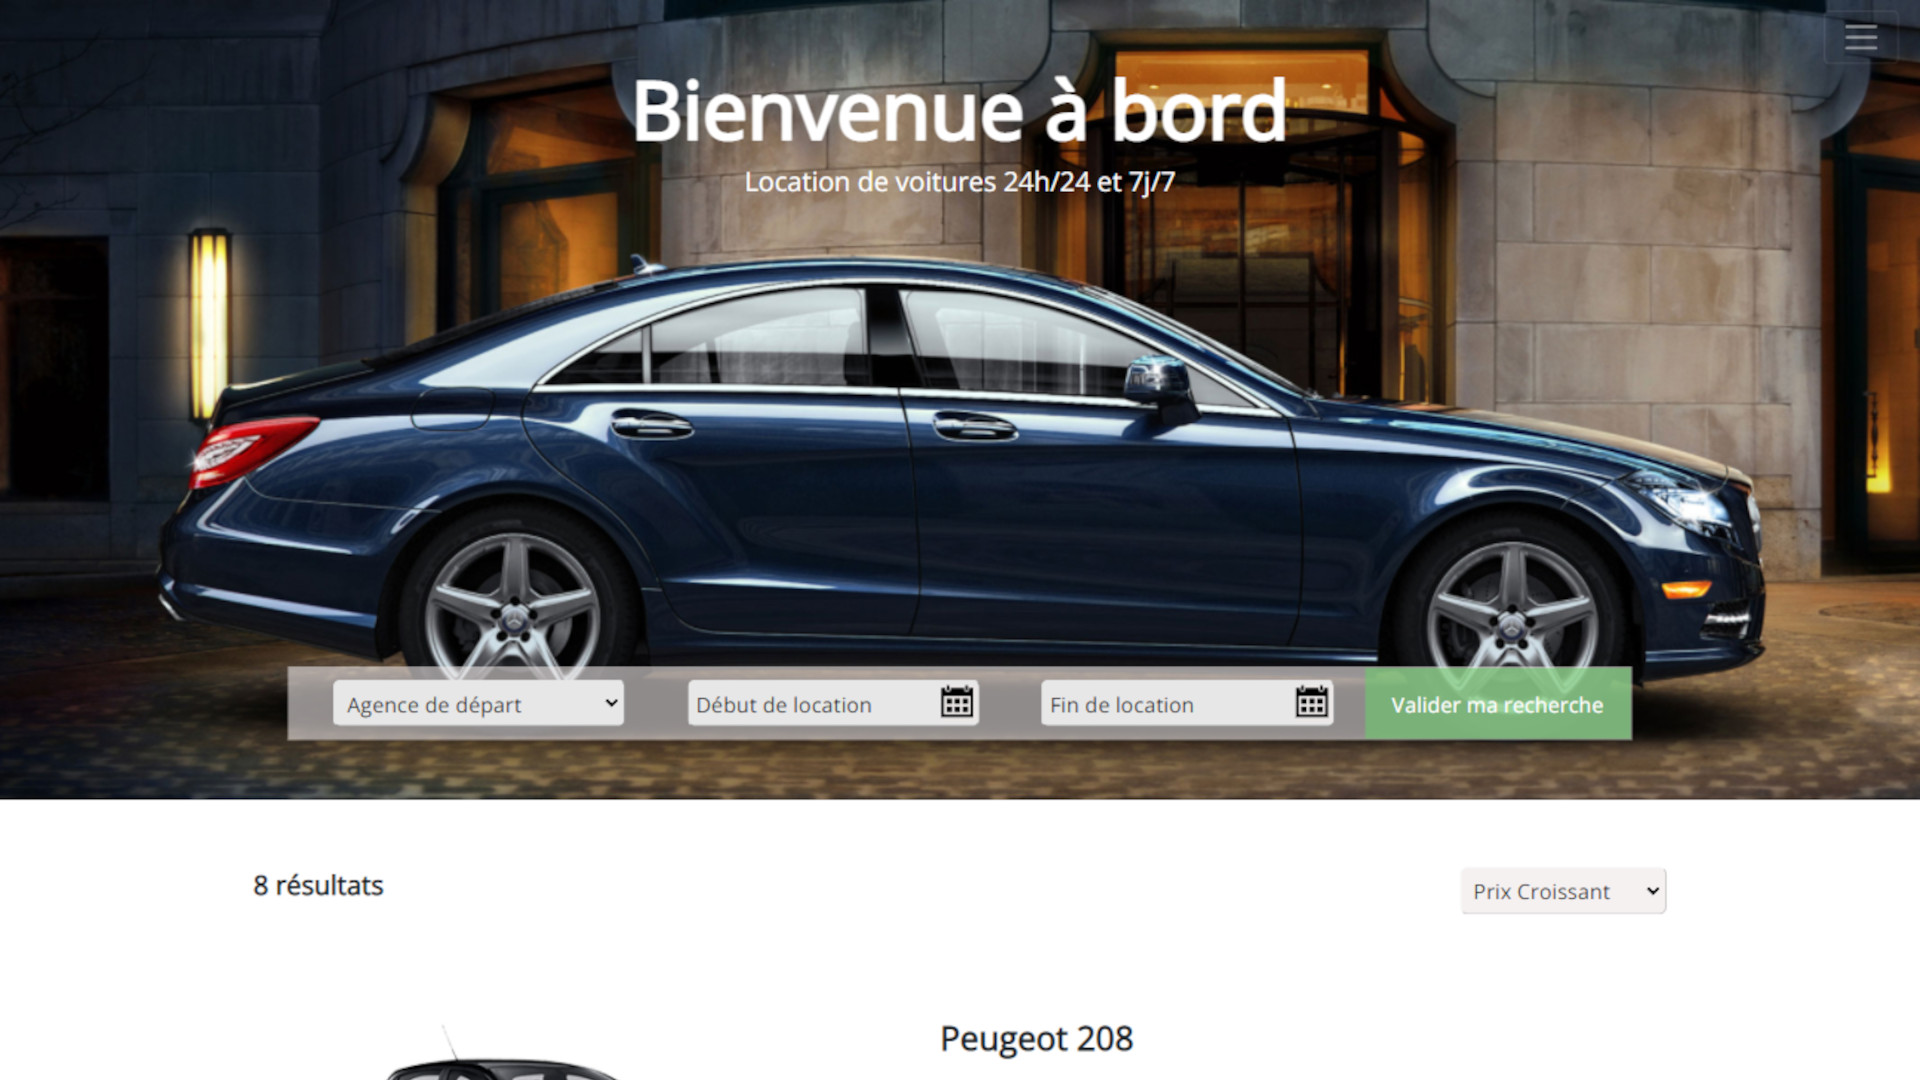 Bienvenue à bord
Location de voitures 24h/24 et 7j/7
Agence de départ
Début de location
Fin de location
Valider ma recherche
8 résultats
Prix Croissant
Peugeot 208